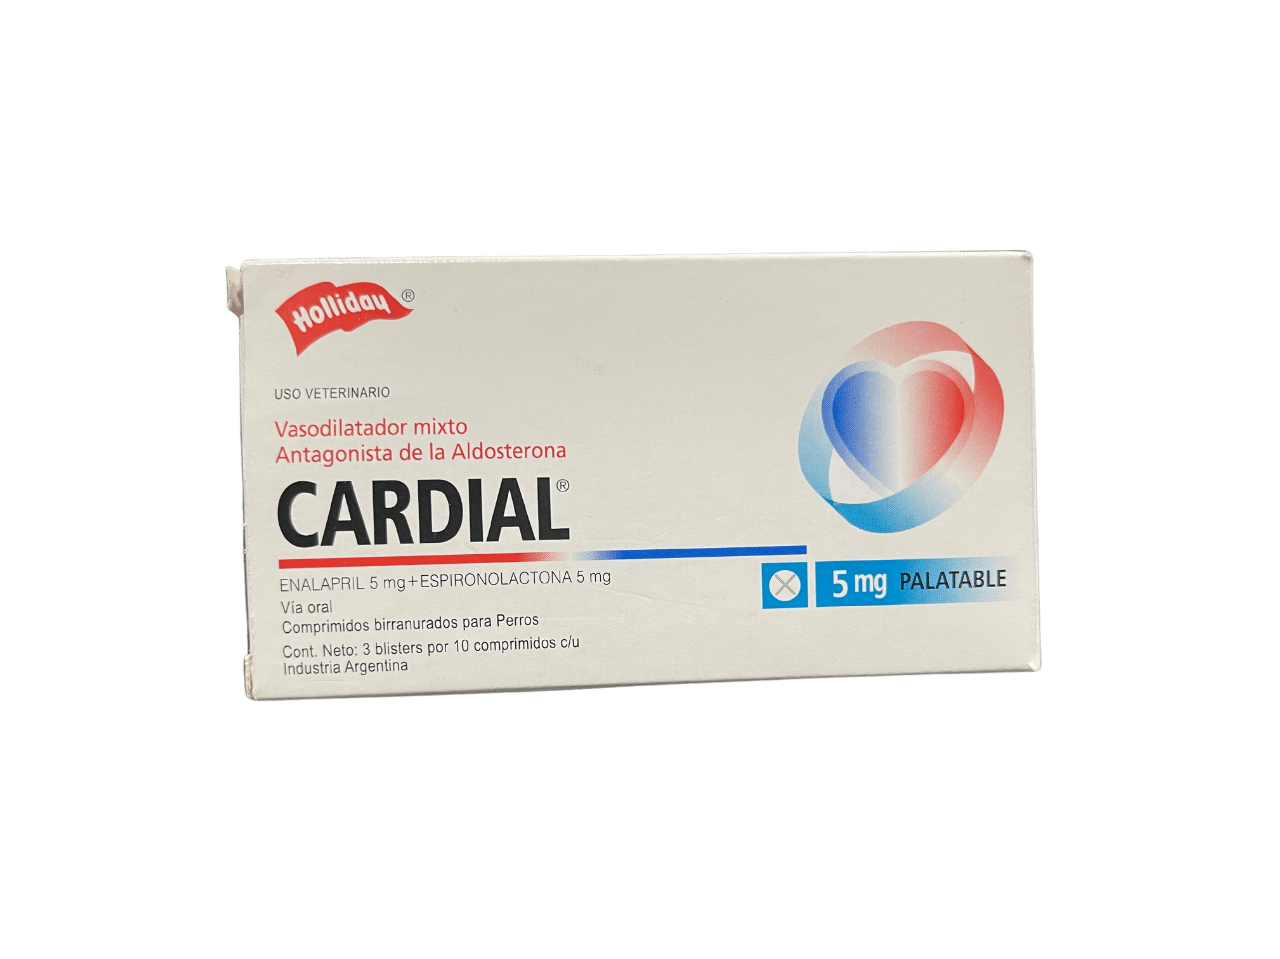 Holliday®
USO VETERINARIO
Vasodilatador mixto
Antagonista de la Aldosterona
CARDIAL®
ENALAPRIL 5 mg+ESPIRONOLACTONA 5 mg
5 mg PALATABLE
Vía oral
Comprimidos birranurados para Perros
Cont. Neto: 3 blisters por 10 comprimidos c/u
Industria Argentina